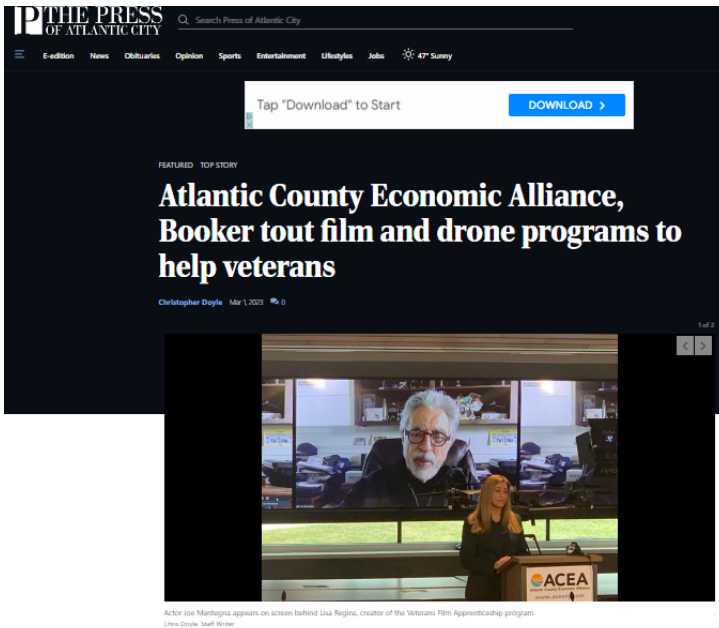 THE PRESS
OF ATLANTIC CITY
Search Press of Atlantic City
E-edition News Obituaries Opinion Sports Entertainment Lifestyles Jobs 47° Sunny
Tap "Download" to Start
DOWNLOAD >
FEATURED TOP STORY
Atlantic County Economic Alliance,
Booker tout film and drone programs to
help veterans
Christopher Doyle Mar 1, 2023 0
1 of 2
ACEA
Atlantic County Economic Alliance
Actor Joe Mantegna appears on screen behind Lisa Regina, creator of the Veterans Film Apprenticeship program.
Chris Doyle, Staff Writer